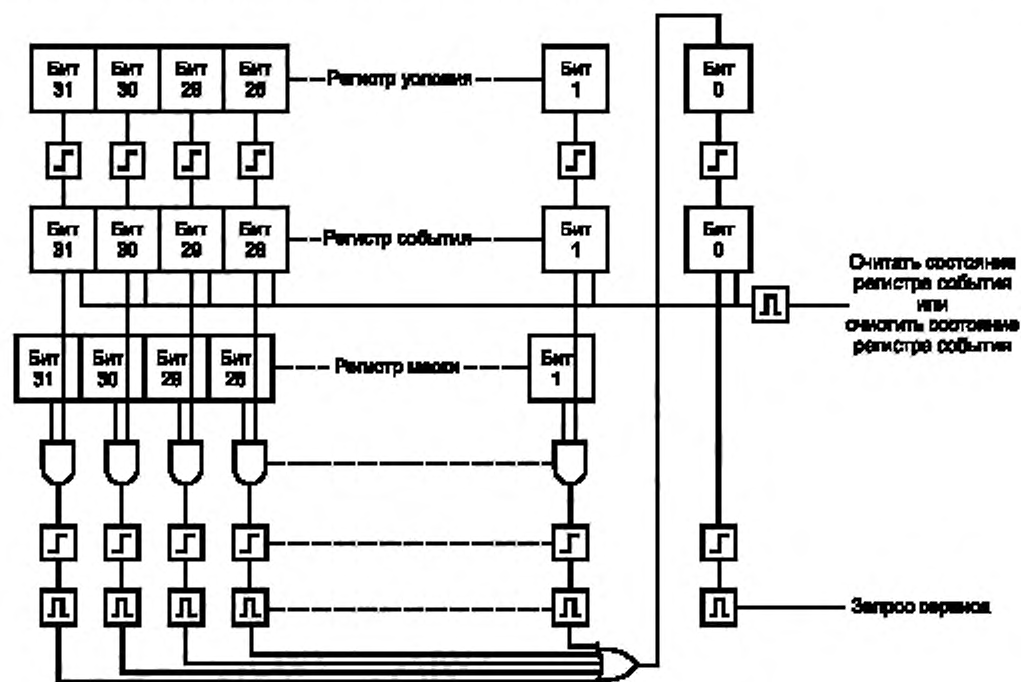 Бит 31 Бит 30 Бит 29 Бит 28 Регистр условия Бит 1 Бит 0
Бит 31 Бит 30 Бит 29 Бит 28 Регистр события Бит 1 Бит 0
Считать состояние
регистра события
или
очистить состояние
регистра события
Бит 31 Бит 30 Бит 29 Бит 28 Регистр маски Бит 1
Запрос сервиса